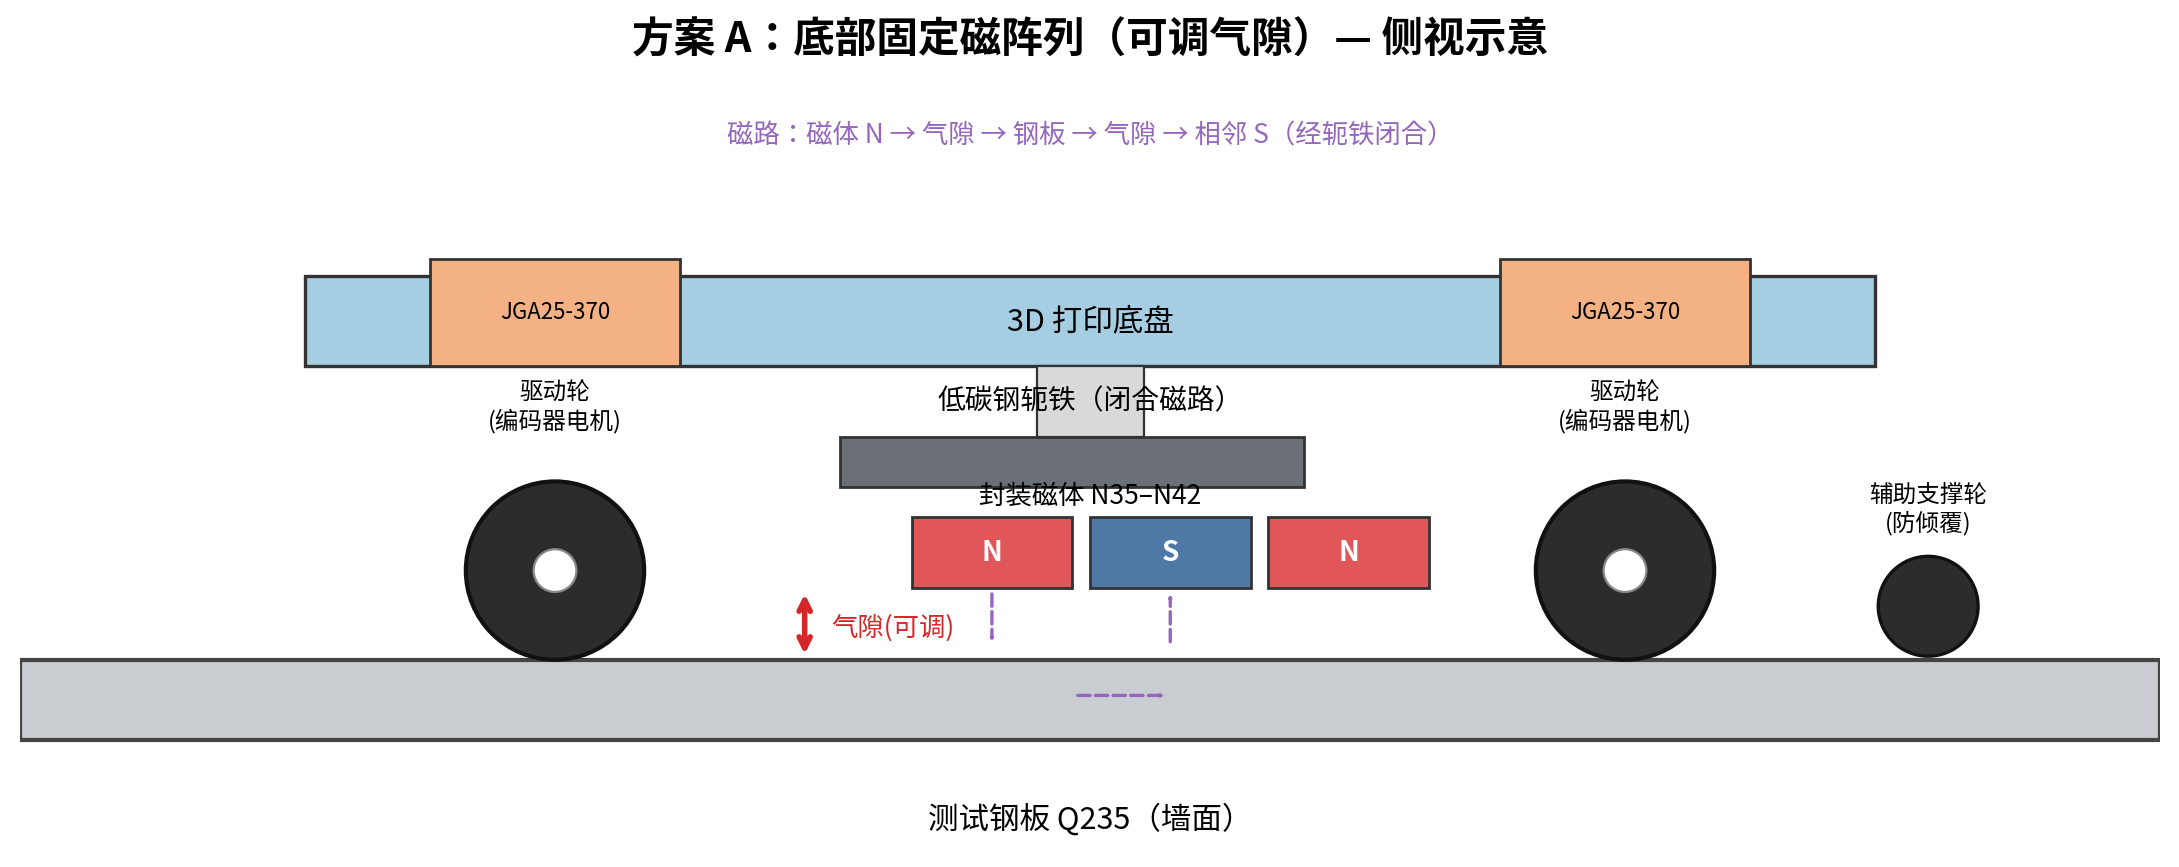 方案 A：底部固定磁阵列（可调气隙）— 侧视示意
磁路：磁体 N → 气隙 → 钢板 → 气隙 → 相邻 S（经轭铁闭合）
JGA25-370
3D 打印底盘
JGA25-370
驱动轮
(编码器电机)
低碳钢轭铁（闭合磁路）
驱动轮
(编码器电机)
封装磁体 N35–N42
辅助支撑轮
(防倾覆)
N
S
N
气隙(可调)
测试钢板 Q235（墙面）